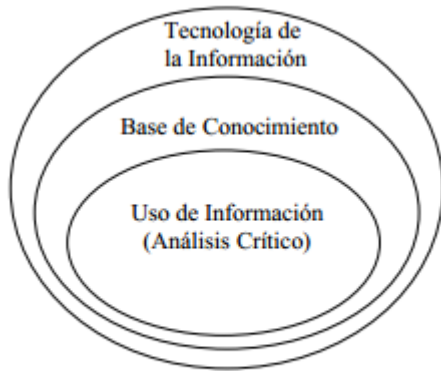 Tecnología de
la Información
Base de Conocimiento
Uso de Información
(Análisis Crítico)